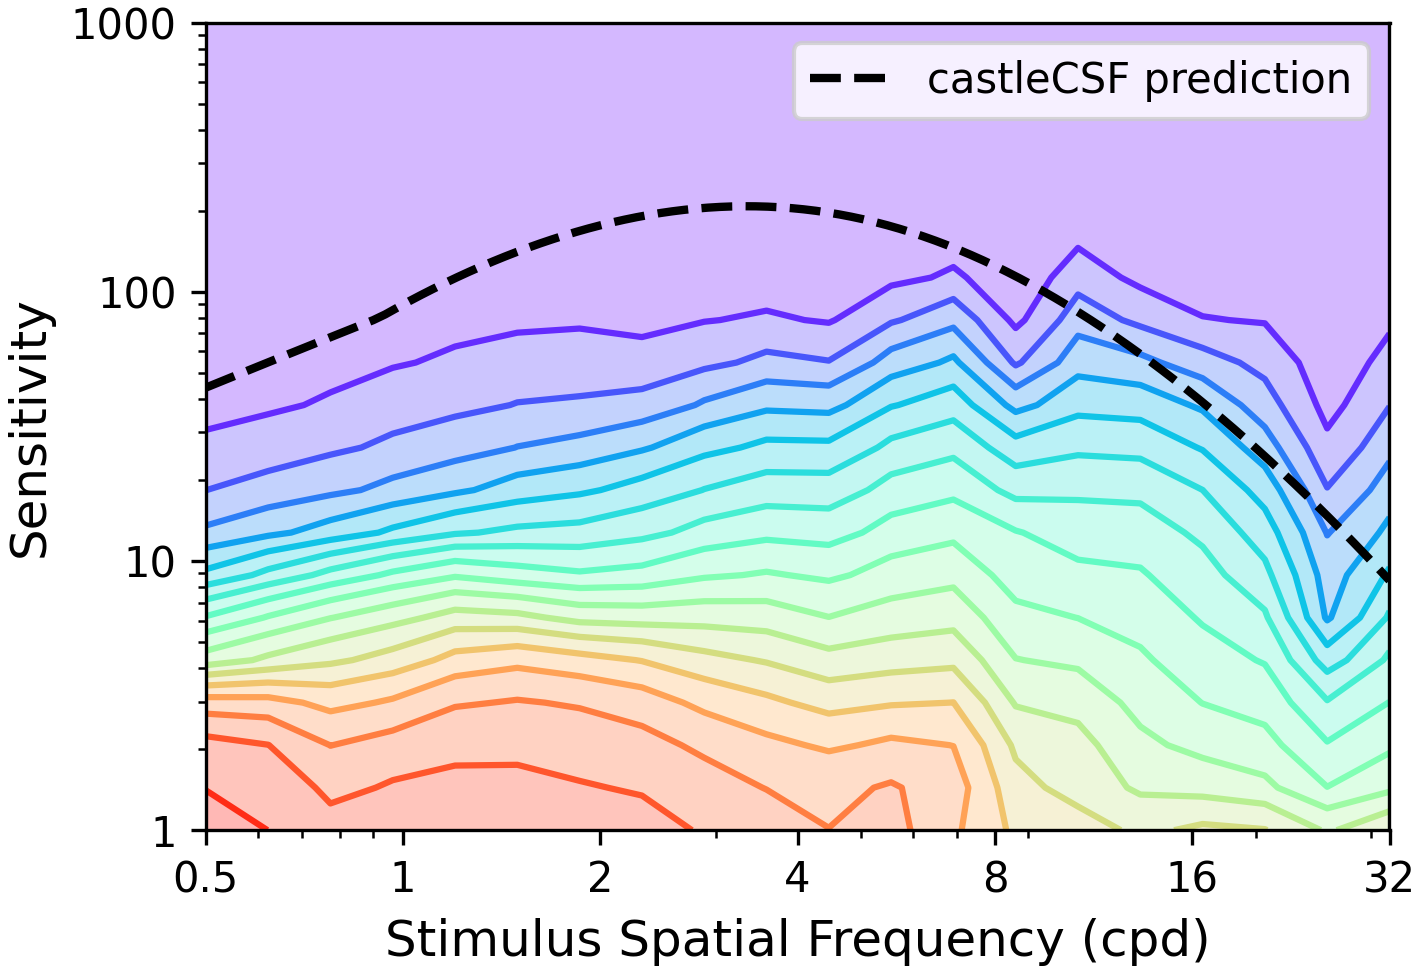 1000
100
10
1
Sensitivity
castleCSF prediction
0.5 1 2 4 8 16 32
Stimulus Spatial Frequency (cpd)